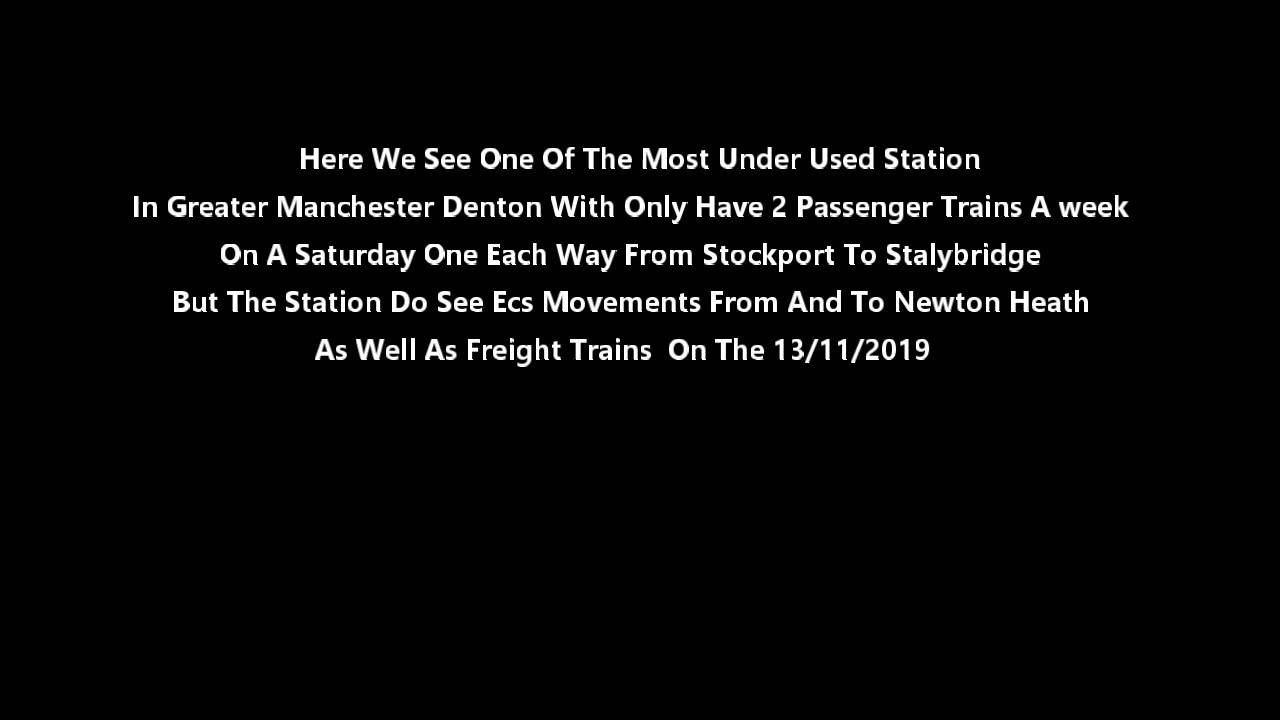 Here We See One Of The Most Under Used Station
In Greater Manchester Denton With Only Have 2 Passenger Trains A week
On A Saturday One Each Way From Stockport To Stalybridge
But The Station Do See Ecs Movements From And To Newton Heath
As Well As Freight Trains  On The 13/11/2019